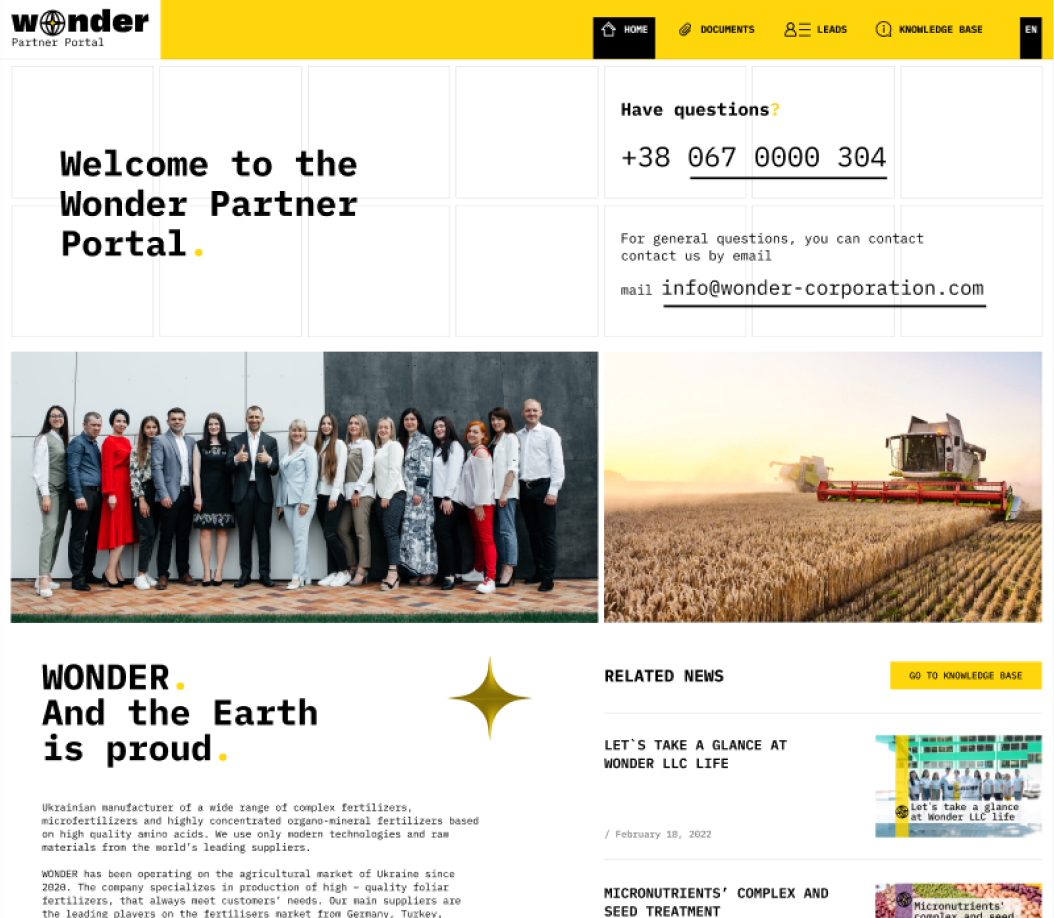 wonder
Partner Portal
HOME
DOCUMENTS
LEADS
KNOWLEDGE BASE
EN
Welcome to the
Wonder Partner
Portal.
Have questions?
+38 067 0000 304
For general questions, you can contact
contact us by email
mail info@wonder-corporation.com
WONDER.
And the Earth
is proud.
Ukrainian manufacturer of a wide range of complex fertilizers,
microfertilizers and highly concentrated organo-mineral fertilizers based
on high quality amino acids. We use only modern technologies and raw
materials from the world’s leading suppliers.
WONDER has been operating on the agricultural market of Ukraine since
2020. The company specializes in production of high – quality foliar
fertilizers, that always meet customers’ needs. Our main suppliers are
the leading players on the fertilisers market from Germany, Turkey,
RELATED NEWS
GO TO KNOWLEDGE BASE
LET`S TAKE A GLANCE AT
WONDER LLC LIFE
/ February 18, 2022
Let's take a glance
at Wonder LLC life
MICRONUTRIENTS’ COMPLEX AND
SEED TREATMENT
Micronutrients'
complex and seed